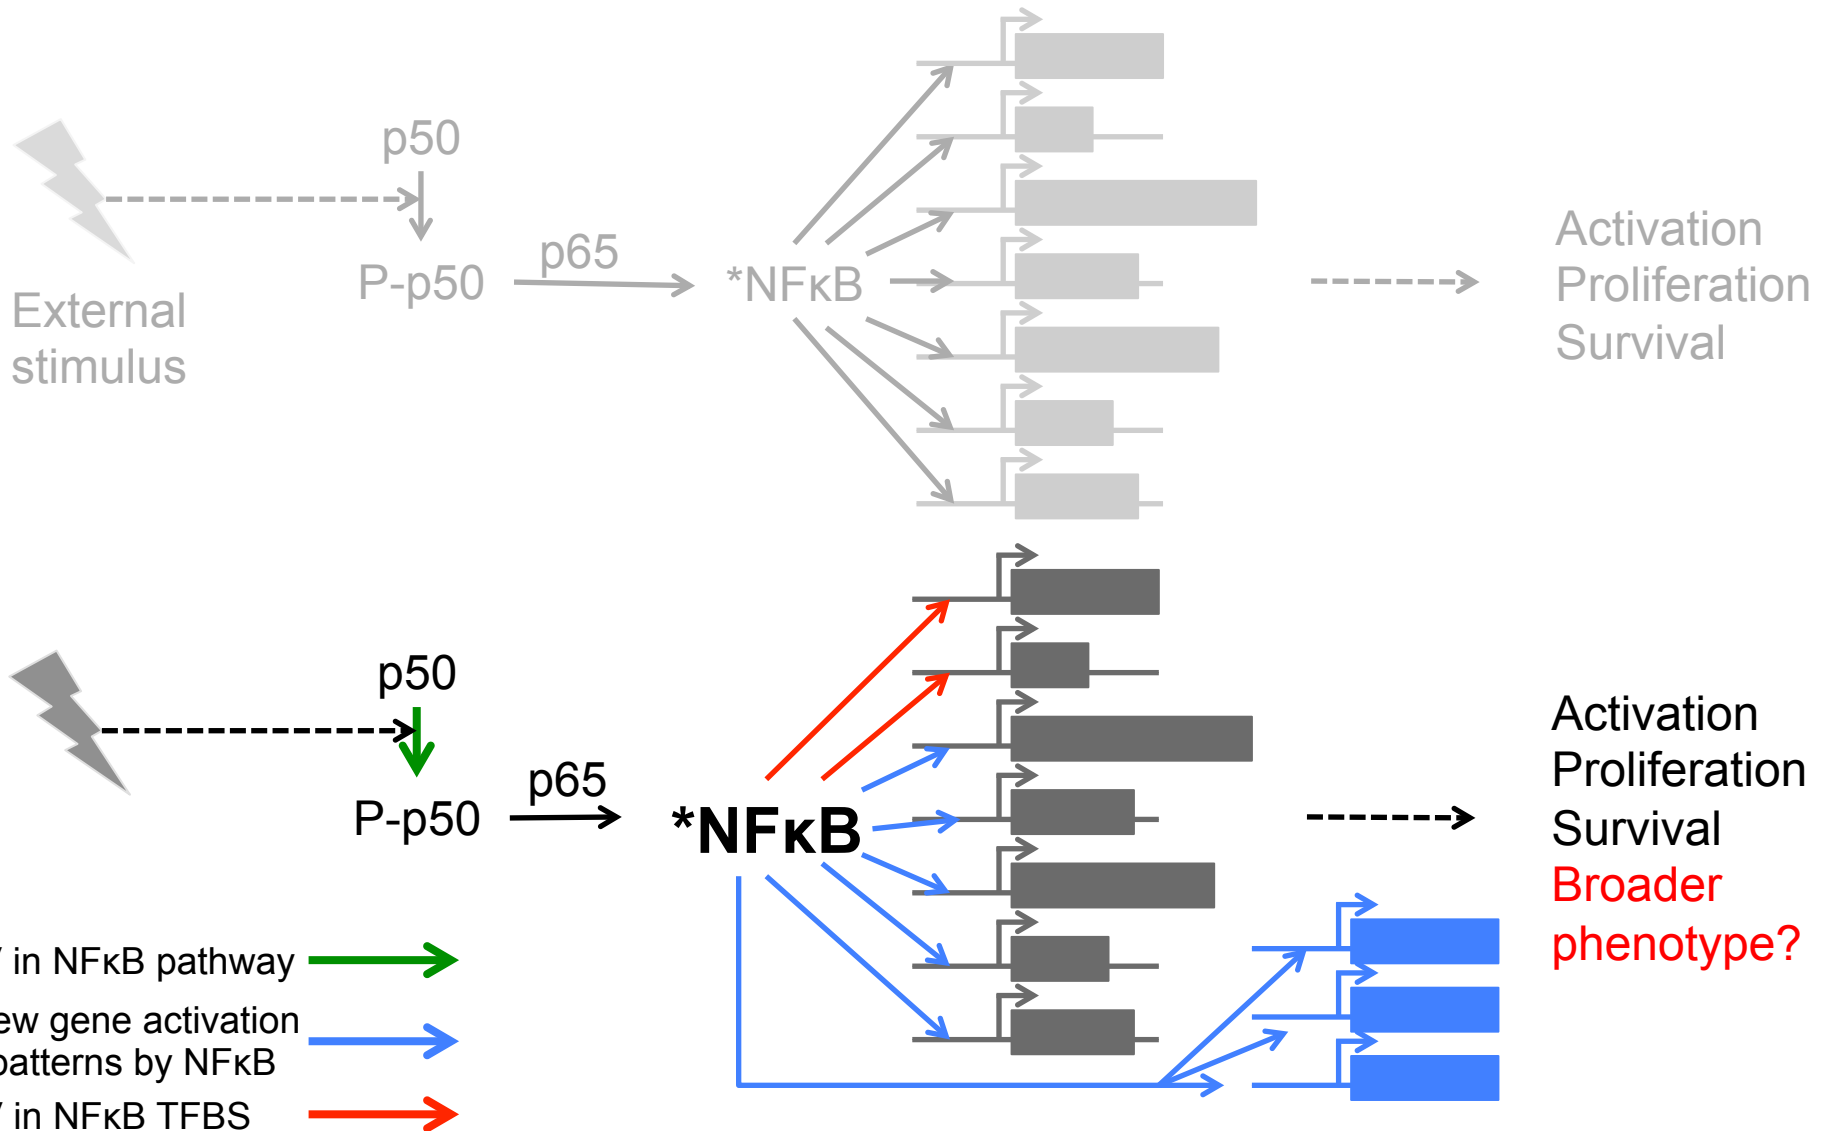 p50
p65
P-p50
*NFκB
External
stimulus
Activation
Proliferation
Survival
p50
p65
P-p50
*NFκB
Activation
Proliferation
Survival
Broader
phenotype?
in NFκB pathway
gene activation
patterns by NFκB
in NFκB TFBS